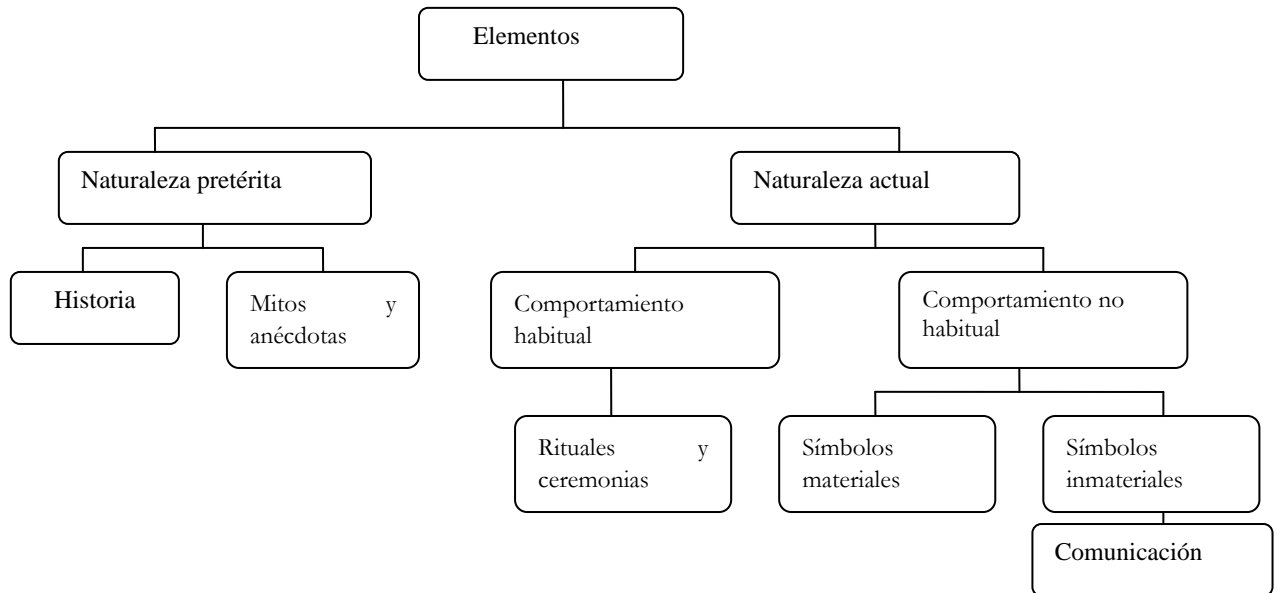 Elementos
Naturaleza pretérita
Naturaleza actual
Historia
Mitos y
anécdotas
Comportamiento
habitual
Comportamiento no
habitual
Rituales y
ceremonias
Símbolos
materiales
Símbolos
inmateriales
Comunicación